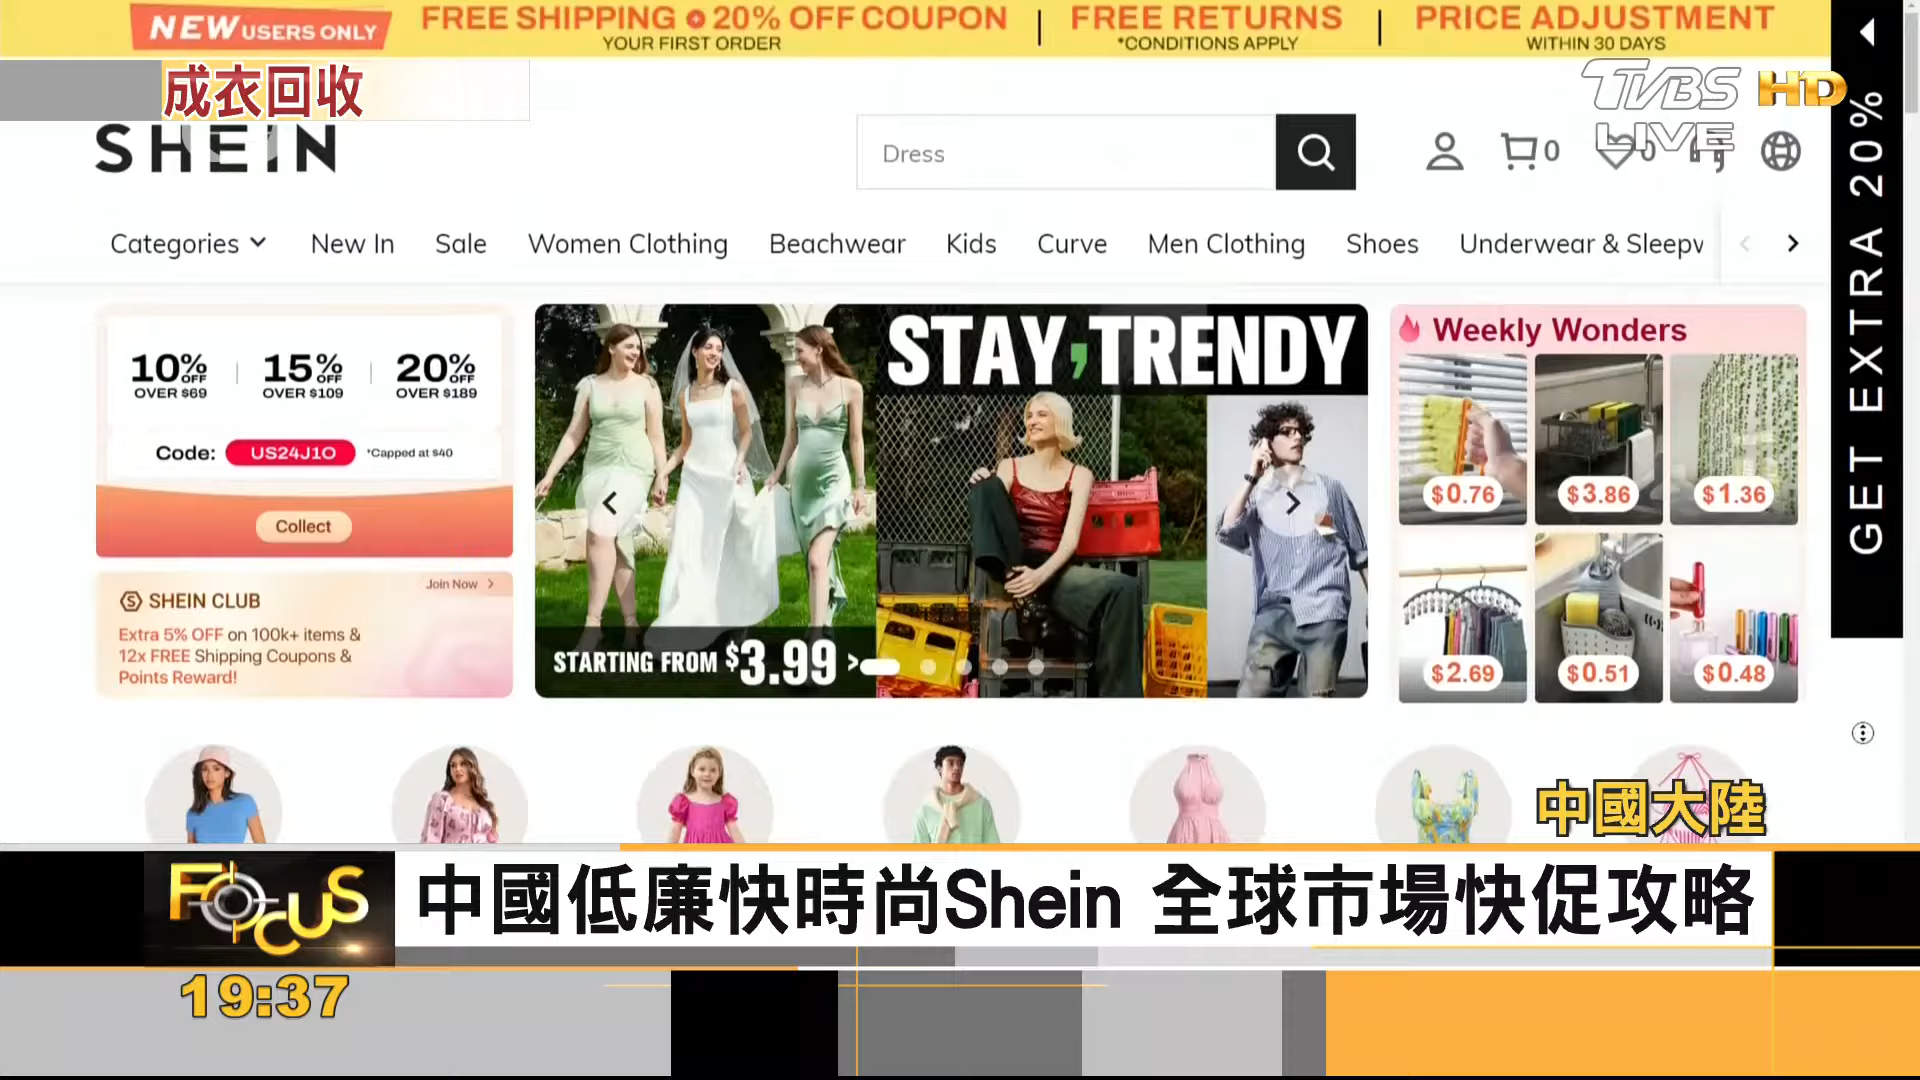 NEW USERS ONLY
FREE SHIPPING + 20% OFF COUPON
YOUR FIRST ORDER
FREE RETURNS
*CONDITIONS APPLY
PRICE ADJUSTMENT
WITHIN 30 DAYS
成衣回收
TVBS HD
LIVE
SHEIN
Dress
0
0
GET EXTRA 20%
Categories
New In
Sale
Women Clothing
Beachwear
Kids
Curve
Men Clothing
Shoes
Underwear & Sleepw
10% OFF
OVER $69
15% OFF
OVER $109
20% OFF
OVER $189
Code: US24J1O *Capped at $40
Collect
SHEIN CLUB
Join Now >
Extra 5% OFF on 100k+ items &
12x FREE Shipping Coupons &
Points Reward!
STAY, TRENDY
STARTING FROM $3.99 >
Weekly Wonders
$0.76
$3.86
$1.36
$2.69
$0.51
$0.48
中國大陸
FOCUS
中國低廉快時尚Shein 全球市場快促攻略
19:37